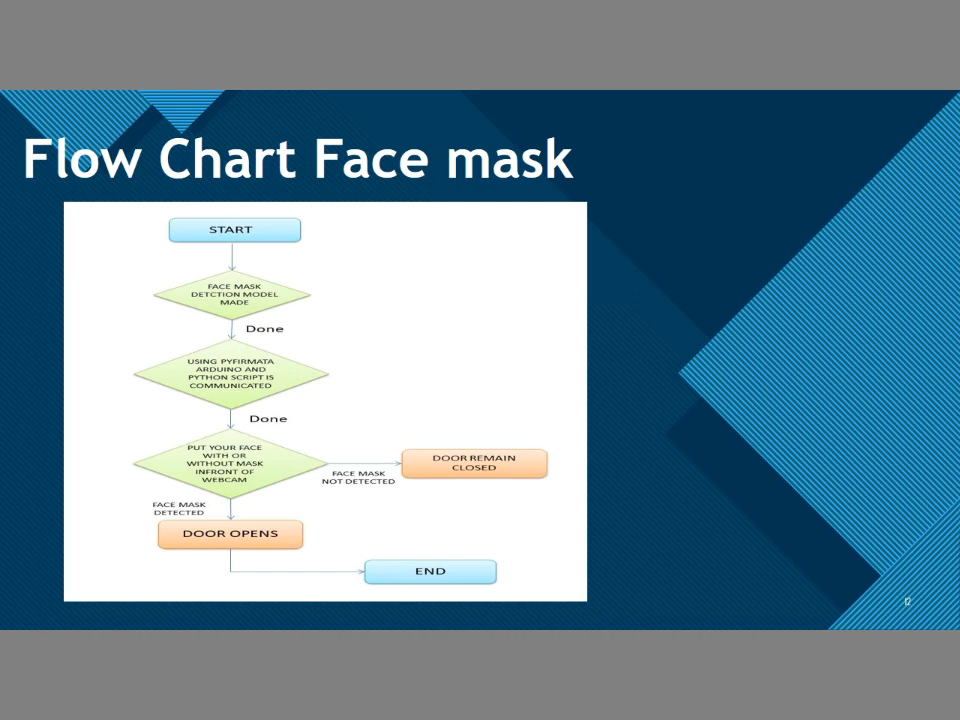 Flow Chart Face mask
START
FACE MASK
DETCTION MODEL
MADE
Done
USING PYFIRMATA
ARDUINO AND
PYTHON SCRIPT IS
COMMUNICATED
Done
PUT YOUR FACE
WITH OR
WITHOUT MASK
INFRONT OF
WEBCAM
FACE MASK
NOT DETECTED
DOOR REMAIN
CLOSED
FACE MASK
DETECTED
DOOR OPENS
END
12